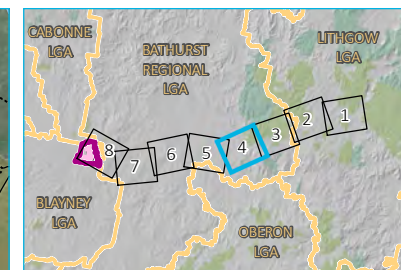 CABONNE
LGA
BATHURST
REGIONAL
LGA
LITHGOW
LGA
8
7
6
5
4
3
2
1
BLAYNEY
LGA
OBERON
LGA